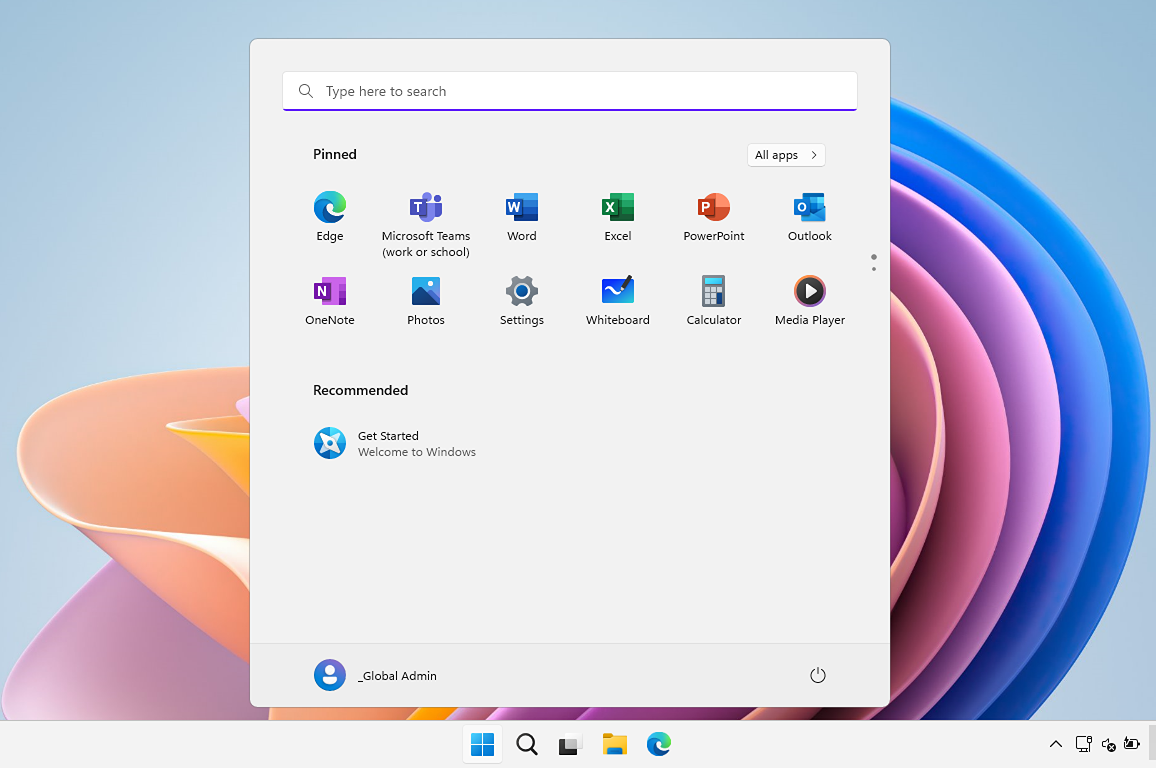 Type here to search
Pinned
All apps
Edge
Microsoft Teams
(work or school)
Word
Excel
PowerPoint
Outlook
OneNote
Photos
Settings
Whiteboard
Calculator
Media Player
Recommended
Get Started
Welcome to Windows
_Global Admin